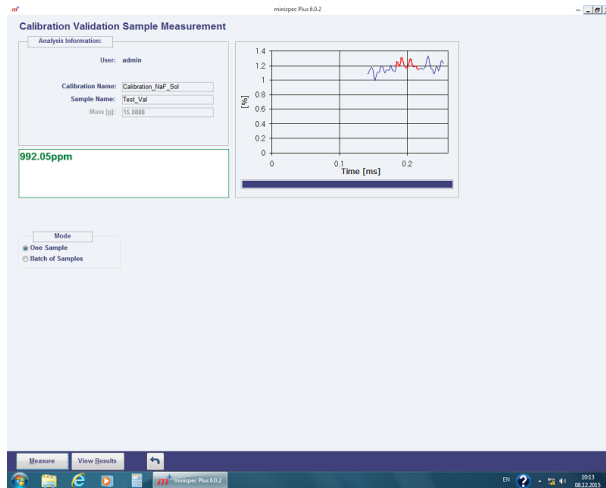 minispec Plus 6.0.2
Calibration Validation Sample Measurement
Analysis Information:
User: admin
Calibration Name: Calibration_NaF_Sol
Sample Name: Test_Val
Mass [g]: 15.0000
992.05ppm
1.4
1.2
1
0.8
0.6
0.4
0.2
0
[%]
0 0.1 0.2
Time [ms]
Mode
One Sample
Batch of Samples
Measure View Results
minispec Plus 6.0.2
EN
10:13
08.12.2015